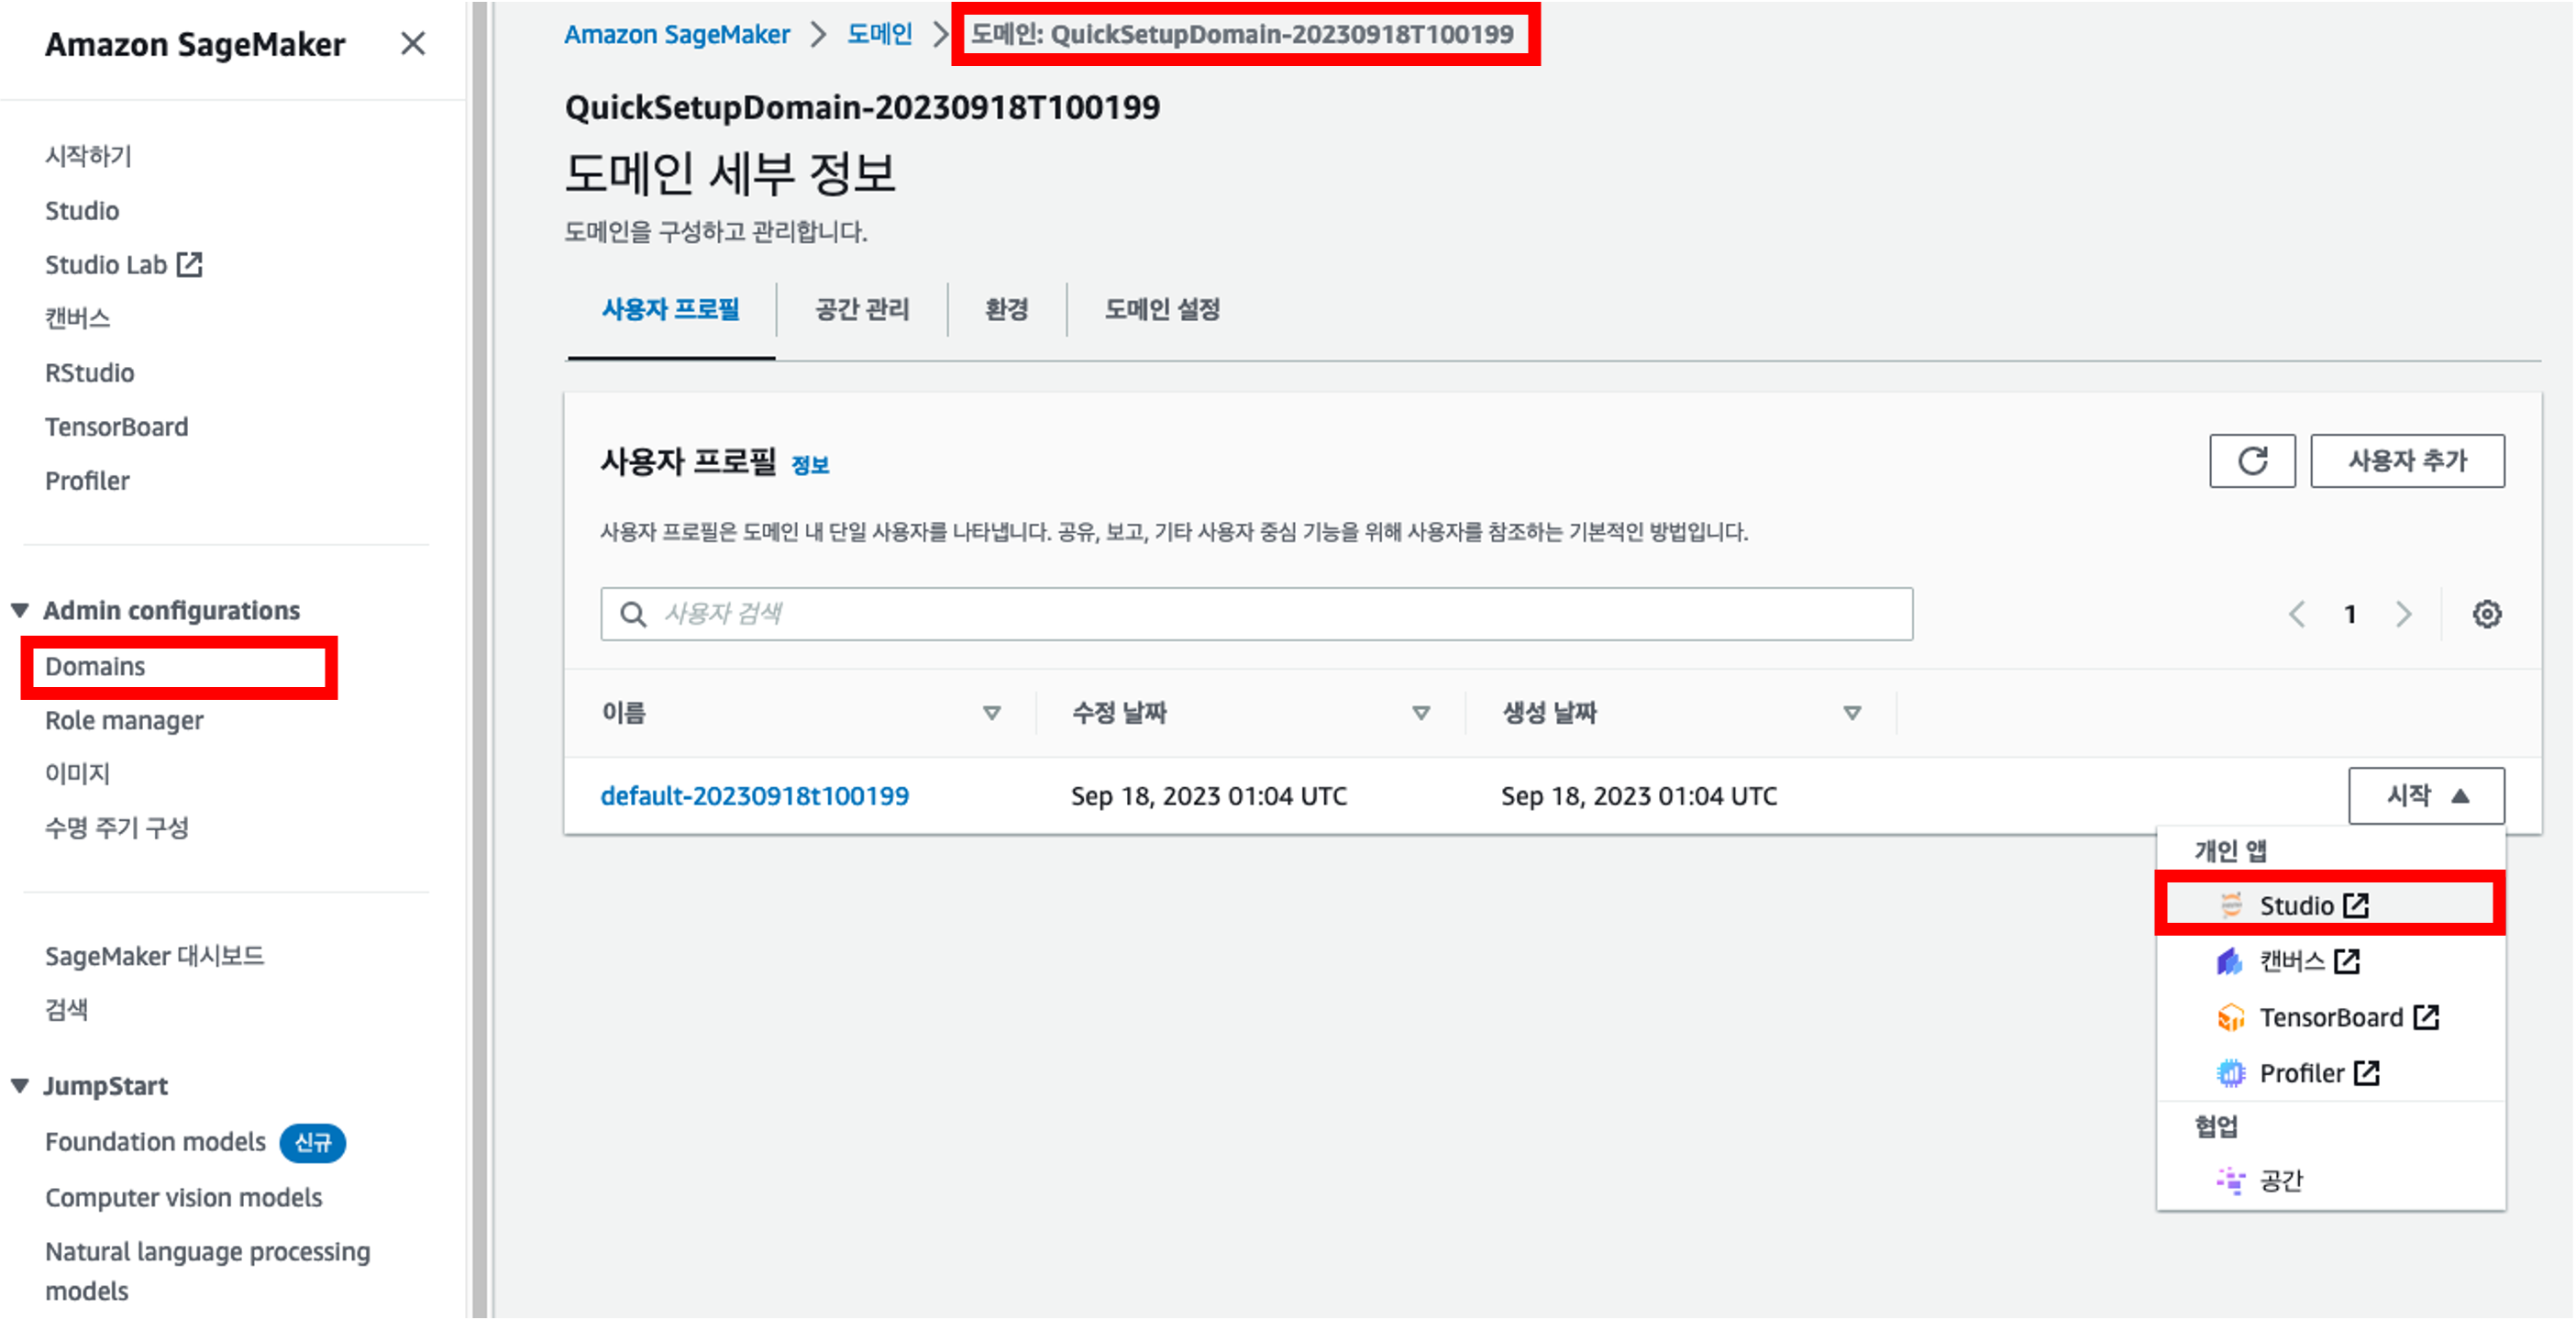 Amazon SageMaker
시작하기
Studio
Studio Lab
캔버스
RStudio
TensorBoard
Profiler
Admin configurations
Domains
Role manager
이미지
수명 주기 구성
SageMaker 대시보드
검색
JumpStart
Foundation models 신규
Computer vision models
Natural language processing
models
Amazon SageMaker > 도메인 > 도메인: QuickSetupDomain-20230918T100199
QuickSetupDomain-20230918T100199
도메인 세부 정보
도메인을 구성하고 관리합니다.
사용자 프로필 공간 관리 환경 도메인 설정
사용자 프로필 정보
사용자 추가
사용자 프로필은 도메인 내 단일 사용자를 나타냅니다. 공유, 보고, 기타 사용자 중심 기능을 위해 사용자를 참조하는 기본적인 방법입니다.
사용자 검색
1
이름 수정 날짜 생성 날짜
default-20230918t100199 Sep 18, 2023 01:04 UTC Sep 18, 2023 01:04 UTC 시작
개인 앱
Studio
캔버스
TensorBoard
Profiler
협업
공간